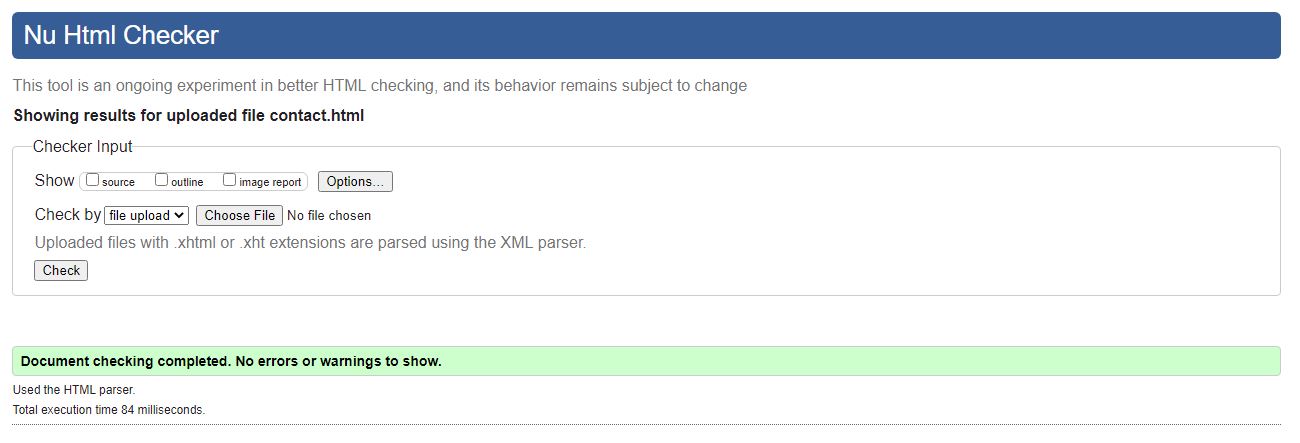 Nu Html Checker
This tool is an ongoing experiment in better HTML checking, and its behavior remains subject to change
Showing results for uploaded file contact.html
Checker Input
Show source outline image report Options...
Check by file upload Choose File No file chosen
Uploaded files with .xhtml or .xht extensions are parsed using the XML parser.
Check
Document checking completed. No errors or warnings to show.
Used the HTML parser.
Total execution time 84 milliseconds.